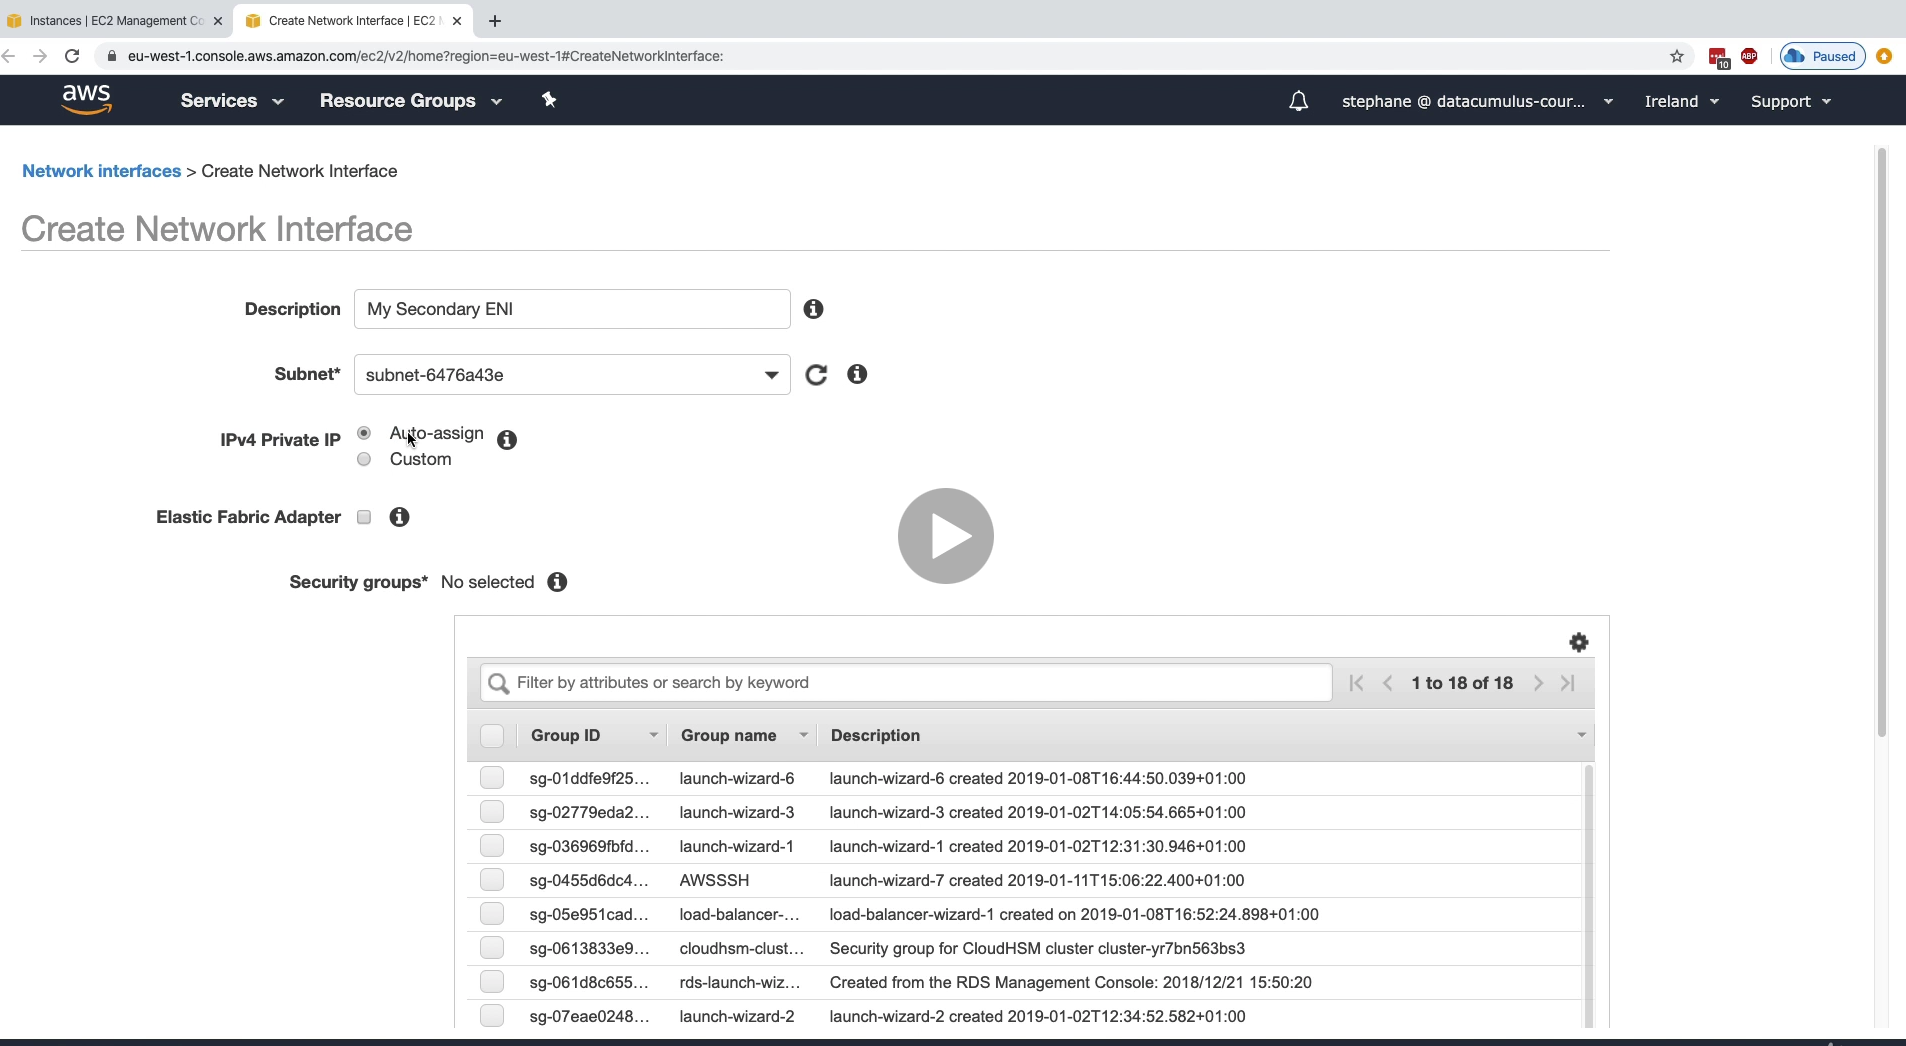 Instances | EC2 Management Co
Create Network Interface | EC2 M
eu-west-1.console.aws.amazon.com/ec2/v2/home?region=eu-west-1#CreateNetworkInterface:
10
ABP
Paused
aws
Services
Resource Groups
stephane @ datacumulus-cour...
Ireland
Support
Network interfaces > Create Network Interface
Create Network Interface
Description My Secondary ENI
Subnet* subnet-6476a43e
IPv4 Private IP Auto-assign
Custom
Elastic Fabric Adapter
Security groups* No selected
Filter by attributes or search by keyword 1 to 18 of 18
Group ID Group name Description
sg-01ddfe9f25... launch-wizard-6 launch-wizard-6 created 2019-01-08T16:44:50.039+01:00
sg-02779eda2... launch-wizard-3 launch-wizard-3 created 2019-01-02T14:05:54.665+01:00
sg-036969fbfd... launch-wizard-1 launch-wizard-1 created 2019-01-02T12:31:30.946+01:00
sg-0455d6dc4... AWSSSH launch-wizard-7 created 2019-01-11T15:06:22.400+01:00
sg-05e951cad... load-balancer-... load-balancer-wizard-1 created on 2019-01-08T16:52:24.898+01:00
sg-0613833e9... cloudhsm-clust... Security group for CloudHSM cluster cluster-yr7bn563bs3
sg-061d8c655... rds-launch-wiz... Created from the RDS Management Console: 2018/12/21 15:50:20
sg-07eae0248... launch-wizard-2 launch-wizard-2 created 2019-01-02T12:34:52.582+01:00